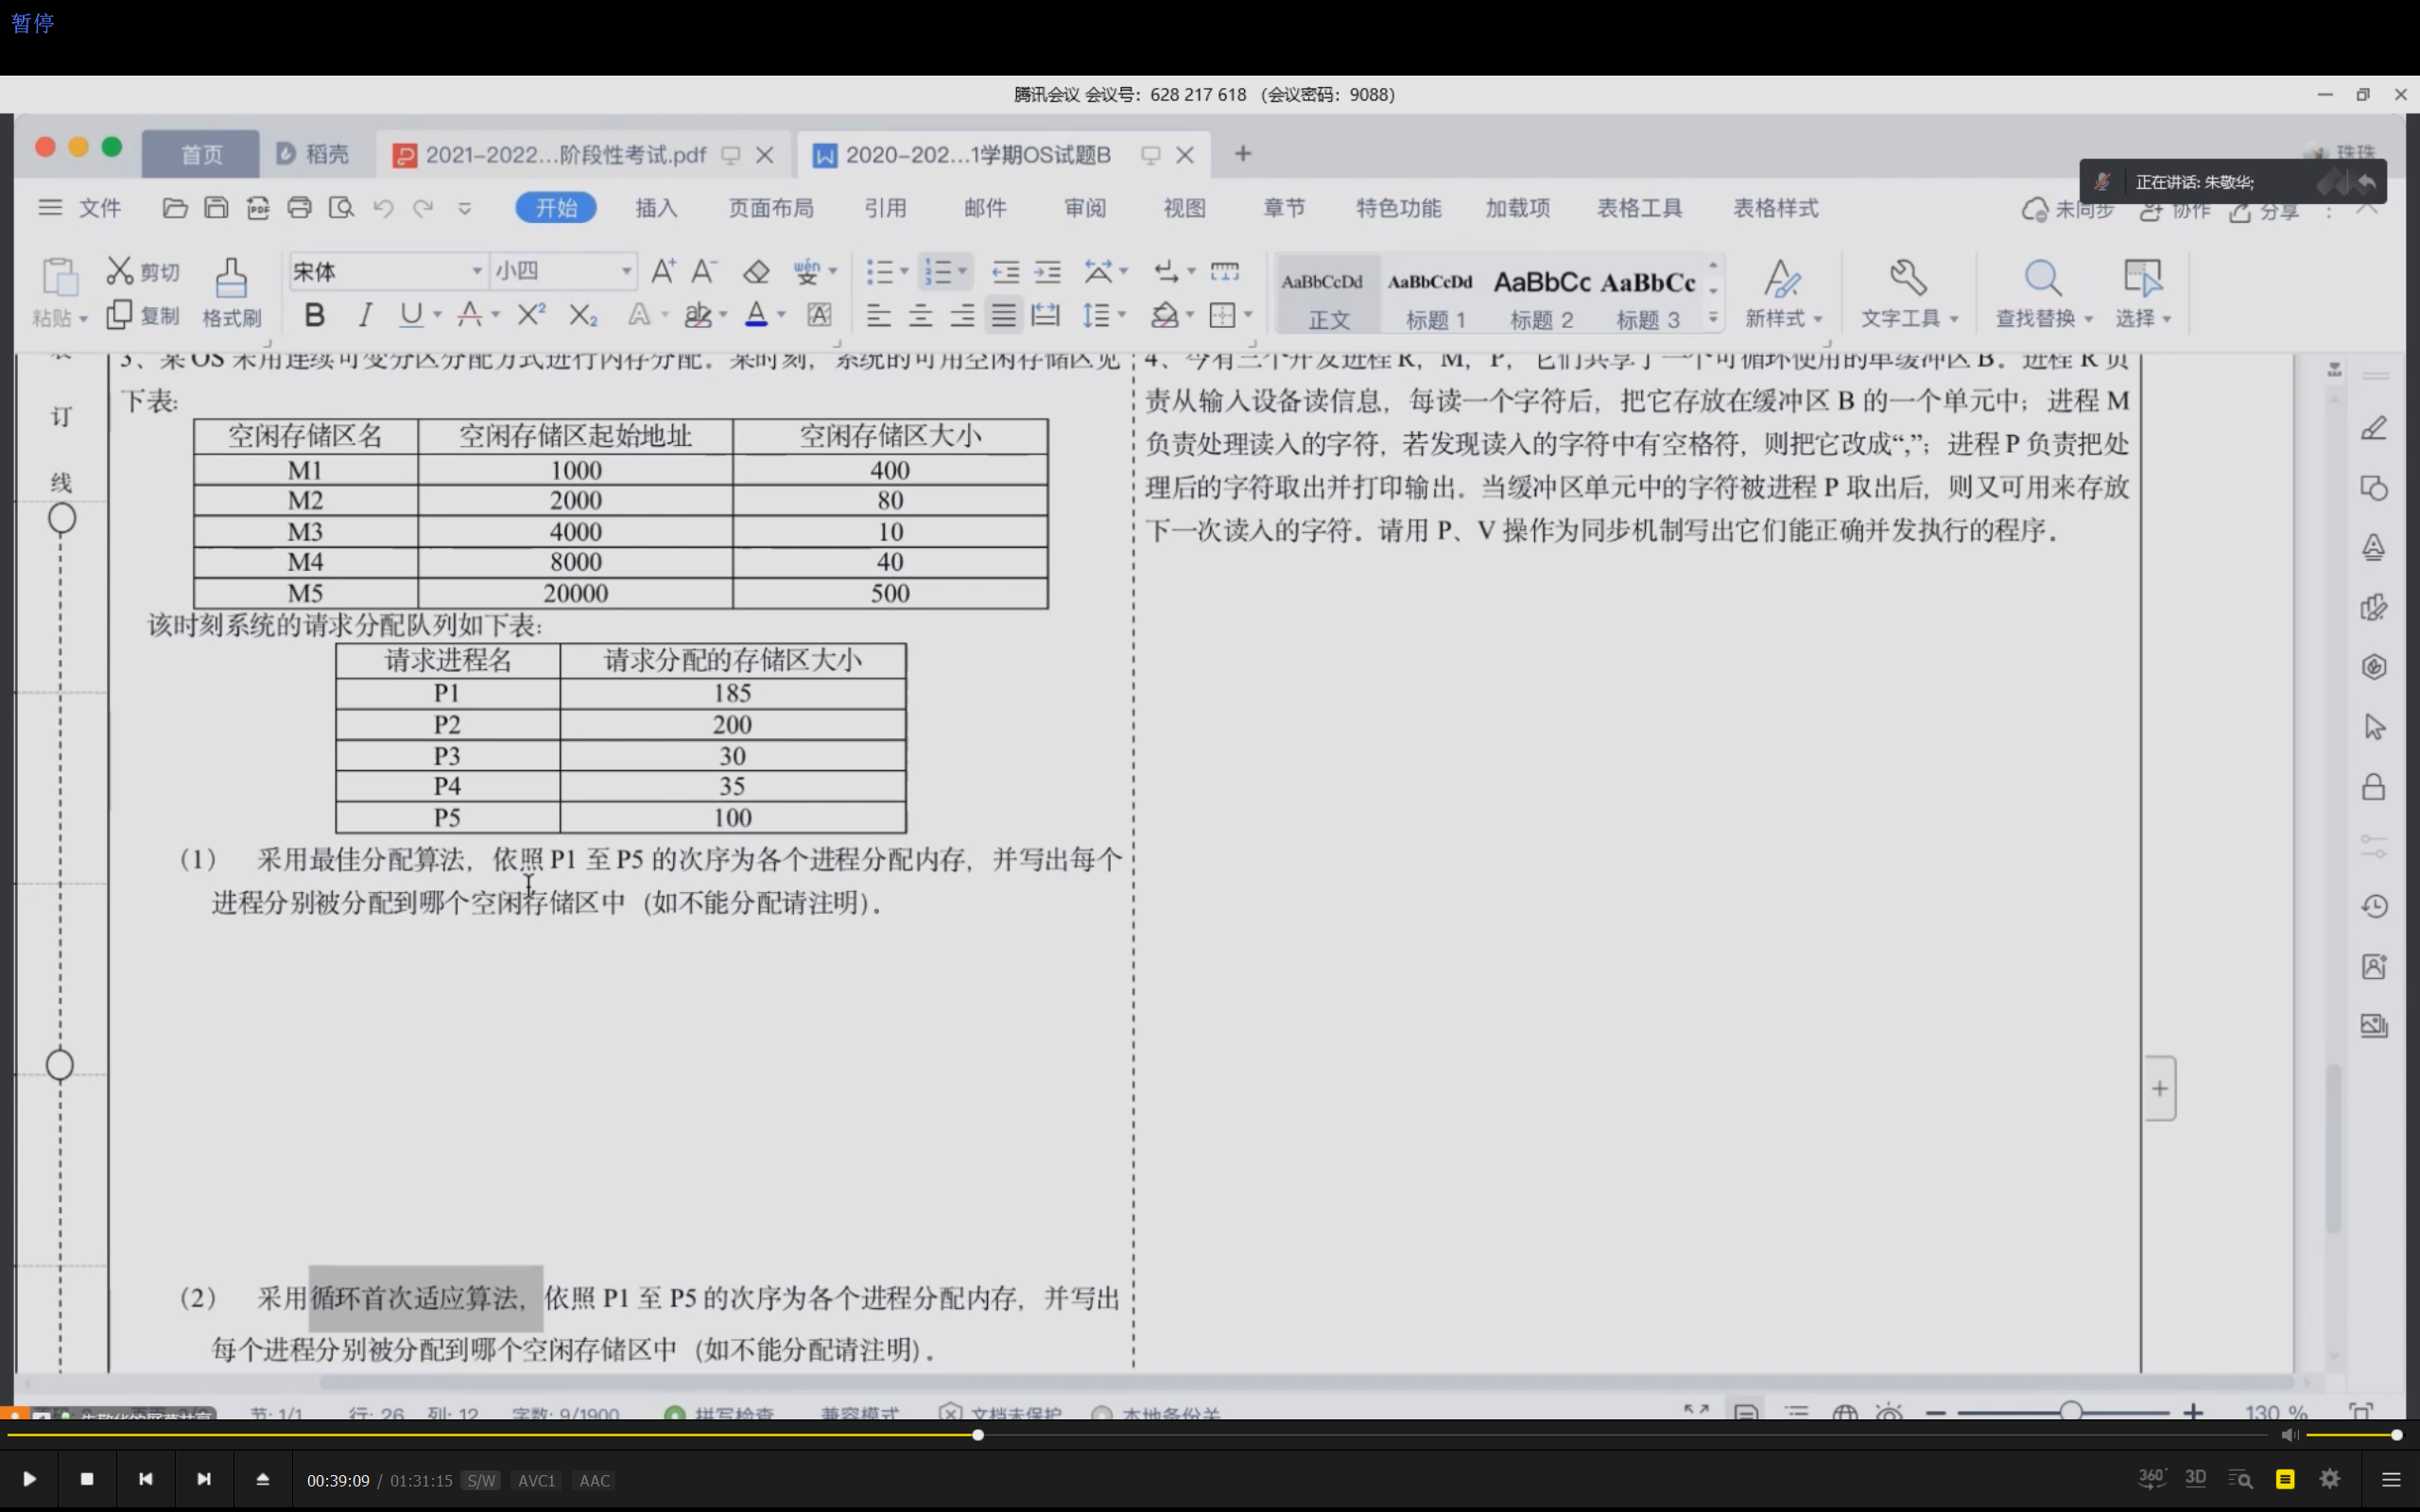 暂停
腾讯会议 会议号：628 217 618 （会议密码：9088）
首页
稻壳
2021-2022...阶段性考试.pdf
2020-202...1学期OS试题B
珠珠
正在讲话: 朱敬华;
文件
开始
插入
页面布局
引用
邮件
审阅
视图
章节
特色功能
加载项
表格工具
表格样式
未同步
协作
分享
粘贴
剪切
复制
格式刷
宋体
小四
AaBbCcDd
正文
AaBbCcDd
标题 1
AaBbCc
标题 2
AaBbCc
标题 3
新样式
文字工具
查找替换
选择
订
线
3、某 OS 采用连续可变分区分配方式进行内存分配。某时刻，系统的可用空闲存储区见
下表：
空闲存储区名 空闲存储区起始地址 空闲存储区大小
M1 1000 400
M2 2000 80
M3 4000 10
M4 8000 40
M5 20000 500
该时刻系统的请求分配队列如下表：
请求进程名 请求分配的存储区大小
P1 185
P2 200
P3 30
P4 35
P5 100
（1） 采用最佳分配算法，依照 P1 至 P5 的次序为各个进程分配内存，并写出每个
进程分别被分配到哪个空闲存储区中（如不能分配请注明）。
（2） 采用循环首次适应算法，依照 P1 至 P5 的次序为各个进程分配内存，并写出
每个进程分别被分配到哪个空闲存储区中（如不能分配请注明）。
4、今有三个并发进程 R，M，P，它们共享了一个可循环使用的单缓冲区 B。进程 R 负
责从输入设备读信息，每读一个字符后，把它存放在缓冲区 B 的一个单元中；进程 M
负责处理读入的字符，若发现读入的字符中有空格符，则把它改成“,”；进程 P 负责把处
理后的字符取出并打印输出。当缓冲区单元中的字符被进程 P 取出后，则又可用来存放
下一次读入的字符。请用 P、V 操作为同步机制写出它们能正确并发执行的程序。
朱敬华的屏幕共享
节: 1/1
行: 26
列: 12
字数: 9/1900
拼写检查
兼容模式
文档未保护
本地备份关
130 %
00:39:09 / 01:31:15
S/W
AVC1
AAC
360°
3D